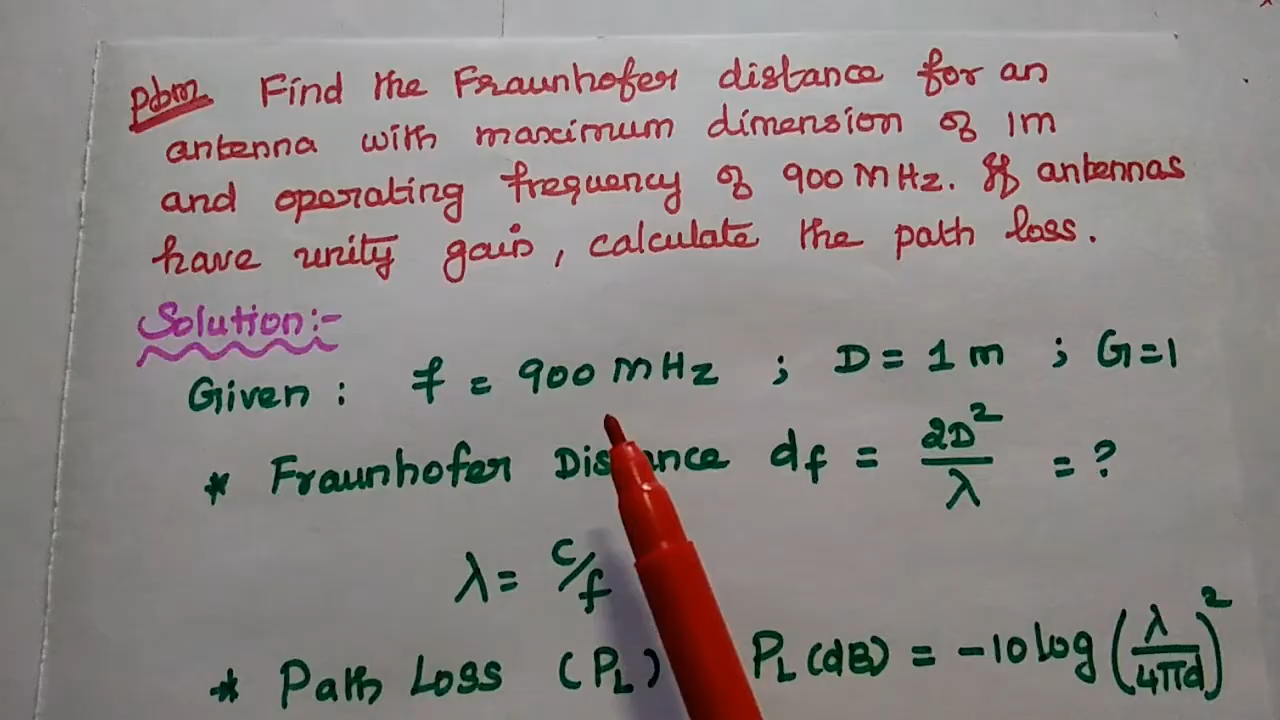 Pbm Find the Fraunhofer distance for an
antenna with maximum dimension of 1m
and operating frequency of 900 MHz. If antennas
have unity gain, calculate the path loss.
Solution:-
Given : f = 900 MHz ; D = 1 m ; G=1
* Fraunhofer Distance df = 2D²/λ = ?
λ = c/f
* Path Loss (PL) PL(dB) = -10 log (λ/4πd)²